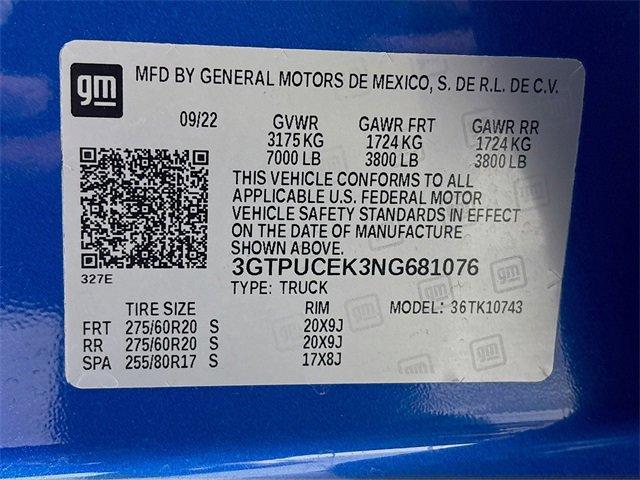 gm
MFD BY GENERAL MOTORS DE MEXICO, S. DE R.L. DE C.V.
09/22 GVWR GAWR FRT GAWR RR
3175 KG 1724 KG 1724 KG
7000 LB 3800 LB 3800 LB
THIS VEHICLE CONFORMS TO ALL
APPLICABLE U.S. FEDERAL MOTOR
VEHICLE SAFETY STANDARDS IN EFFECT
ON THE DATE OF MANUFACTURE
SHOWN ABOVE.
3GTPUCEK3NG681076
327E
TYPE: TRUCK
TIRE SIZE RIM MODEL: 36TK10743
FRT 275/60R20 S 20X9J
RR 275/60R20 S 20X9J
SPA 255/80R17 S 17X8J